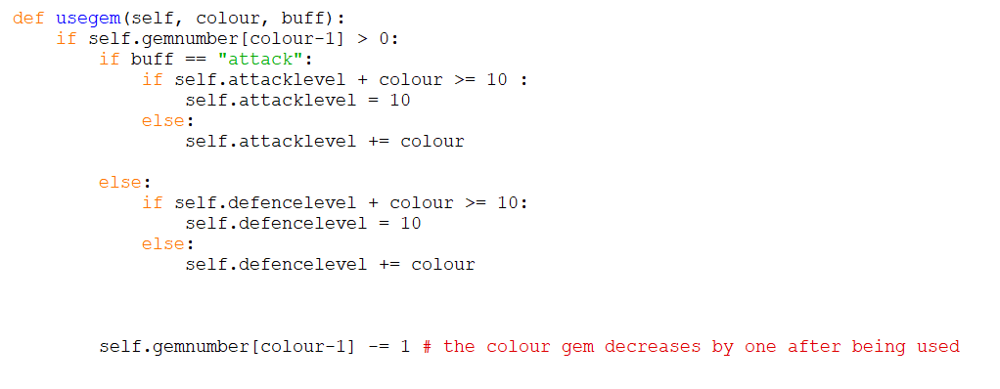 def usegem(self, colour, buff):
    if self.gemnumber[colour-1] > 0:
        if buff == "attack":
            if self.attacklevel + colour >= 10 :
                self.attacklevel = 10
            else:
                self.attacklevel += colour

        else:
            if self.defencelevel + colour >= 10:
                self.defencelevel = 10
            else:
                self.defencelevel += colour

        self.gemnumber[colour-1] -= 1 # the colour gem decreases by one after being used